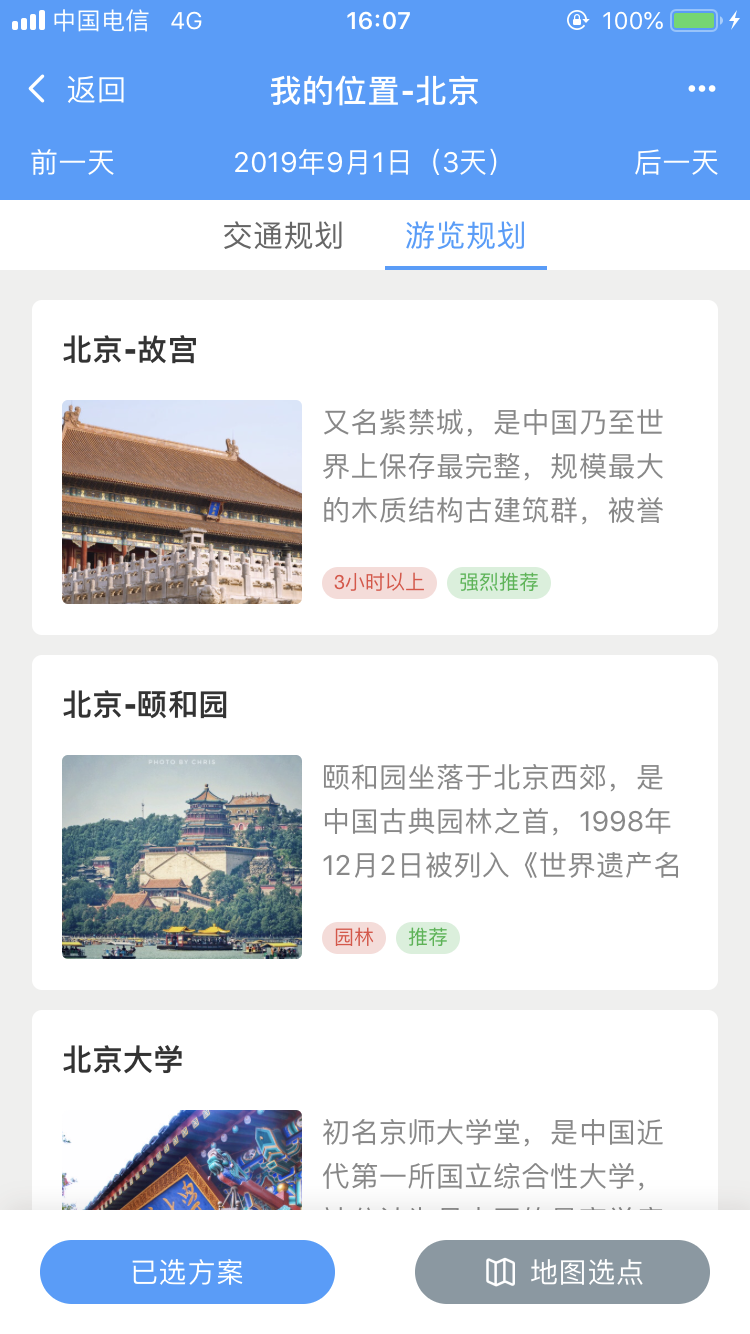 中国电信 4G 16:07 100%
返回 我的位置-北京
前一天 2019年9月1日（3天） 后一天
交通规划 游览规划
北京-故宫
又名紫禁城，是中国乃至世
界上保存最完整，规模最大
的木质结构古建筑群，被誉
3小时以上 强烈推荐
北京-颐和园
PHOTO BY CHRIS
颐和园坐落于北京西郊，是
中国古典园林之首，1998年
12月2日被列入《世界遗产名
园林 推荐
北京大学
初名京师大学堂，是中国近
代第一所国立综合性大学，
已选方案 地图选点